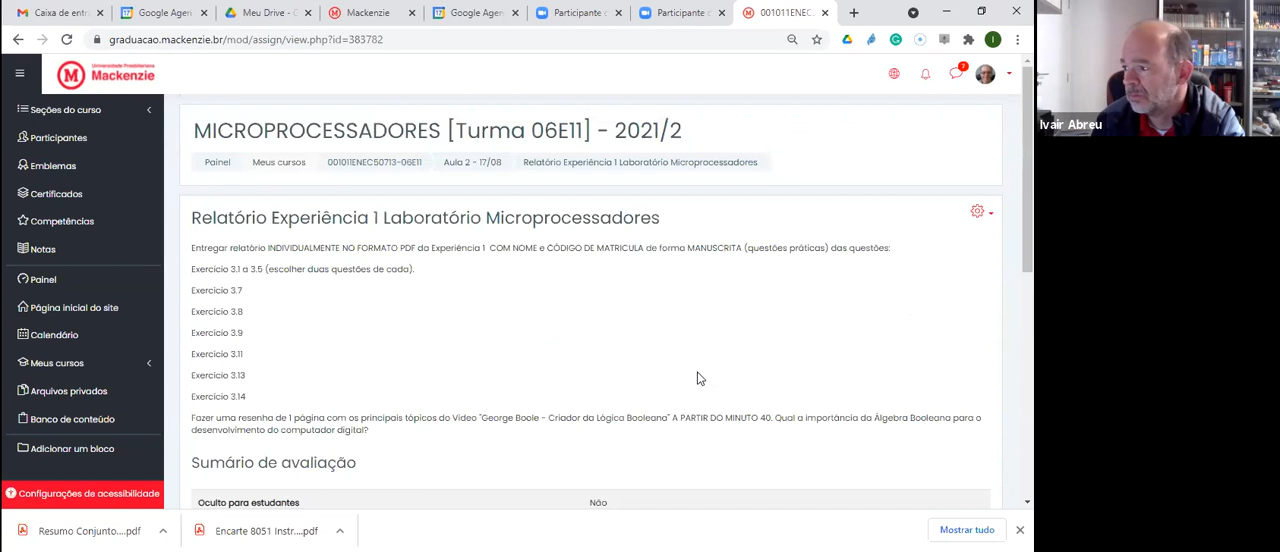 Caixa de entr
Google Agen
Meu Drive - G
Mackenzie
Google Agen
Participante c
Participante c
001011ENEC
graduacao.mackenzie.br/mod/assign/view.php?id=383782
I
Universidade Presbiteriana
Mackenzie
7
Ivair Abreu
Seções do curso
Participantes
Emblemas
Certificados
Competências
Notas
Painel
Página inicial do site
Calendário
Meus cursos
Arquivos privados
Banco de conteúdo
Adicionar um bloco
Configurações de acessibilidade
MICROPROCESSADORES [Turma 06E11] - 2021/2
Painel Meus cursos 001011ENEC50713-06E11 Aula 2 - 17/08 Relatório Experiência 1 Laboratório Microprocessadores
Relatório Experiência 1 Laboratório Microprocessadores
Entregar relatório INDIVIDUALMENTE NO FORMATO PDF da Experiência 1 COM NOME e CÓDIGO DE MATRICULA de forma MANUSCRITA (questões práticas) das questões:
Exercício 3.1 a 3.5 (escolher duas questões de cada).
Exercício 3.7
Exercício 3.8
Exercício 3.9
Exercício 3.11
Exercício 3.13
Exercício 3.14
Fazer uma resenha de 1 página com os principais tópicos do Vídeo "George Boole - Criador da Lógica Booleana" A PARTIR DO MINUTO 40. Qual a importância da Álgebra Booleana para o
desenvolvimento do computador digital?
Sumário de avaliação
Oculto para estudantes Não
Resumo Conjunto....pdf
Encarte 8051 Instr....pdf
Mostrar tudo